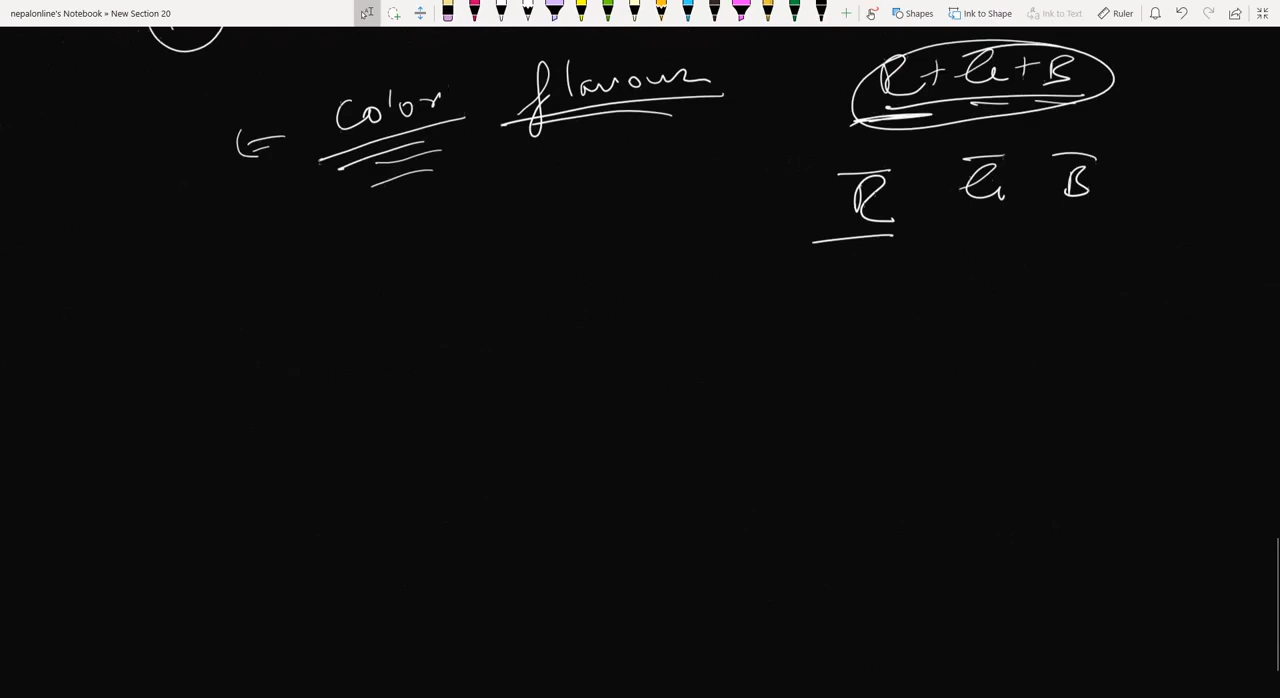 nepalonline's Notebook » New Section 20
Shapes Ink to Shape Ink to Text Ruler
color flavour R + G + B
R̅ G̅ B̅